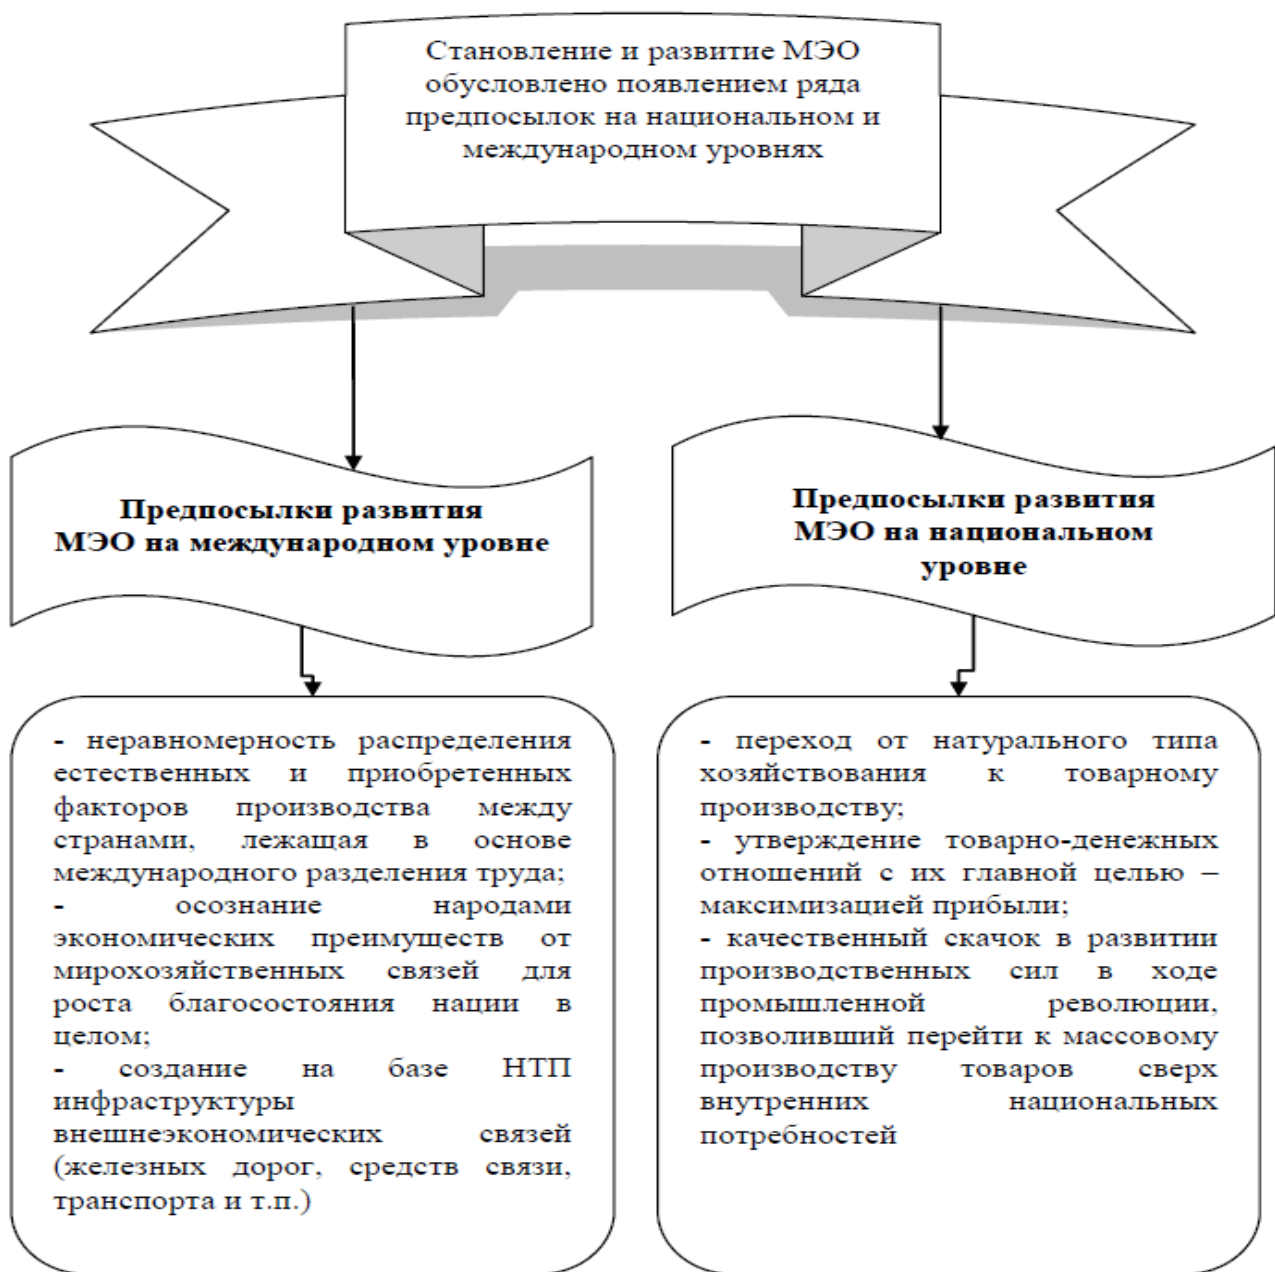 Становление и развитие МЭО
обусловлено появлением ряда
предпосылок на национальном и
международном уровнях
Предпосылки развития
МЭО на международном уровне
Предпосылки развития
МЭО на национальном
уровне
- неравномерность распределения
естественных и приобретенных
факторов производства между
странами, лежащая в основе
международного разделения труда;
- осознание народами
экономических преимуществ от
мирохозяйственных связей для
роста благосостояния нации в
целом;
- создание на базе НТП
инфраструктуры
внешнеэкономических связей
(железных дорог, средств связи,
транспорта и т.п.)
- переход от натурального типа
хозяйствования к товарному
производству;
- утверждение товарно-денежных
отношений с их главной целью –
максимизацией прибыли;
- качественный скачок в развитии
производственных сил в ходе
промышленной революции,
позволивший перейти к массовому
производству товаров сверх
внутренних национальных
потребностей